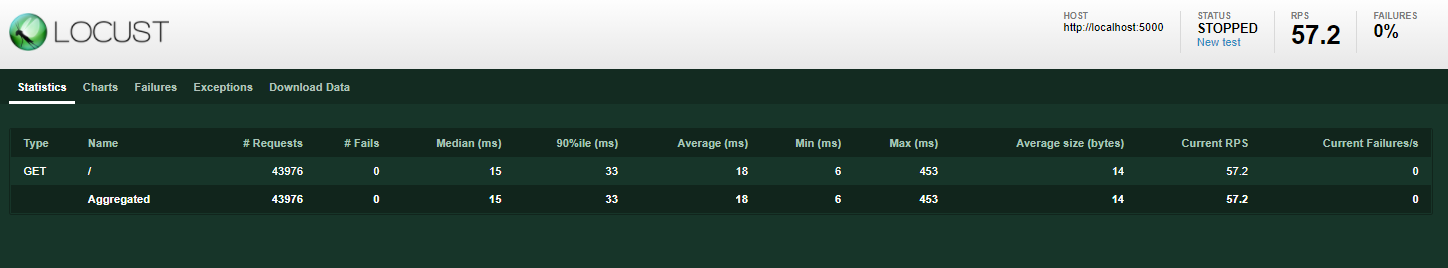 LOCUST
HOST
http://localhost:5000
STATUS
STOPPED
New test
RPS
57.2
FAILURES
0%
Statistics Charts Failures Exceptions Download Data
Type Name # Requests # Fails Median (ms) 90%ile (ms) Average (ms) Min (ms) Max (ms) Average size (bytes) Current RPS Current Failures/s
GET / 43976 0 15 33 18 6 453 14 57.2 0
Aggregated 43976 0 15 33 18 6 453 14 57.2 0